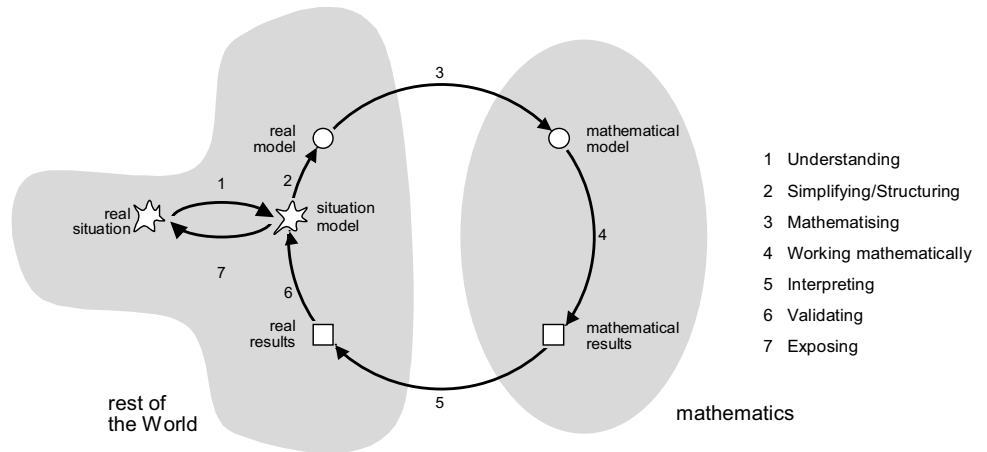 3
real
model
mathematical
model
1
2
real
situation
situation
model
4
7
6
real
results
mathematical
results
5
rest of
the World
mathematics
1 Understanding
2 Simplifying/Structuring
3 Mathematising
4 Working mathematically
5 Interpreting
6 Validating
7 Exposing